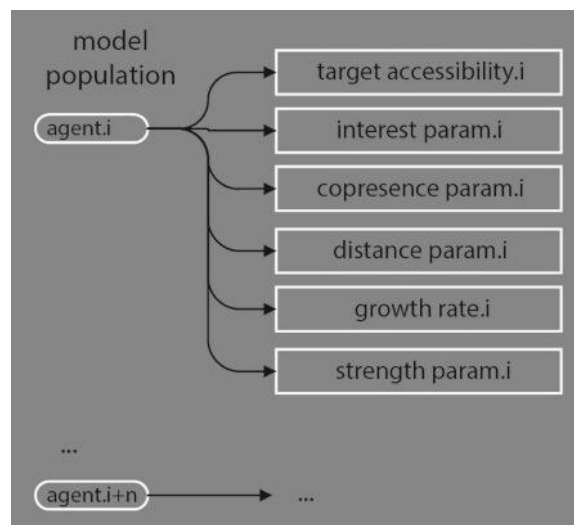 model
population
target accessibility.i
agent.i
interest param.i
copresence param.i
distance param.i
growth rate.i
strength param.i
...
agent.i+n
...